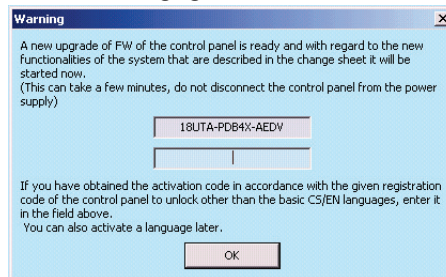 Warning
A new upgrade of FW of the control panel is ready and with regard to the new
functionalities of the system that are described in the change sheet it will be
started now.
(This can take a few minutes, do not disconnect the control panel from the power
supply)
18UTA-PDB4X-AEDV
If you have obtained the activation code in accordance with the given registration
code of the control panel to unlock other than the basic CS/EN languages, enter it
in the field above.
You can also activate a language later.
OK